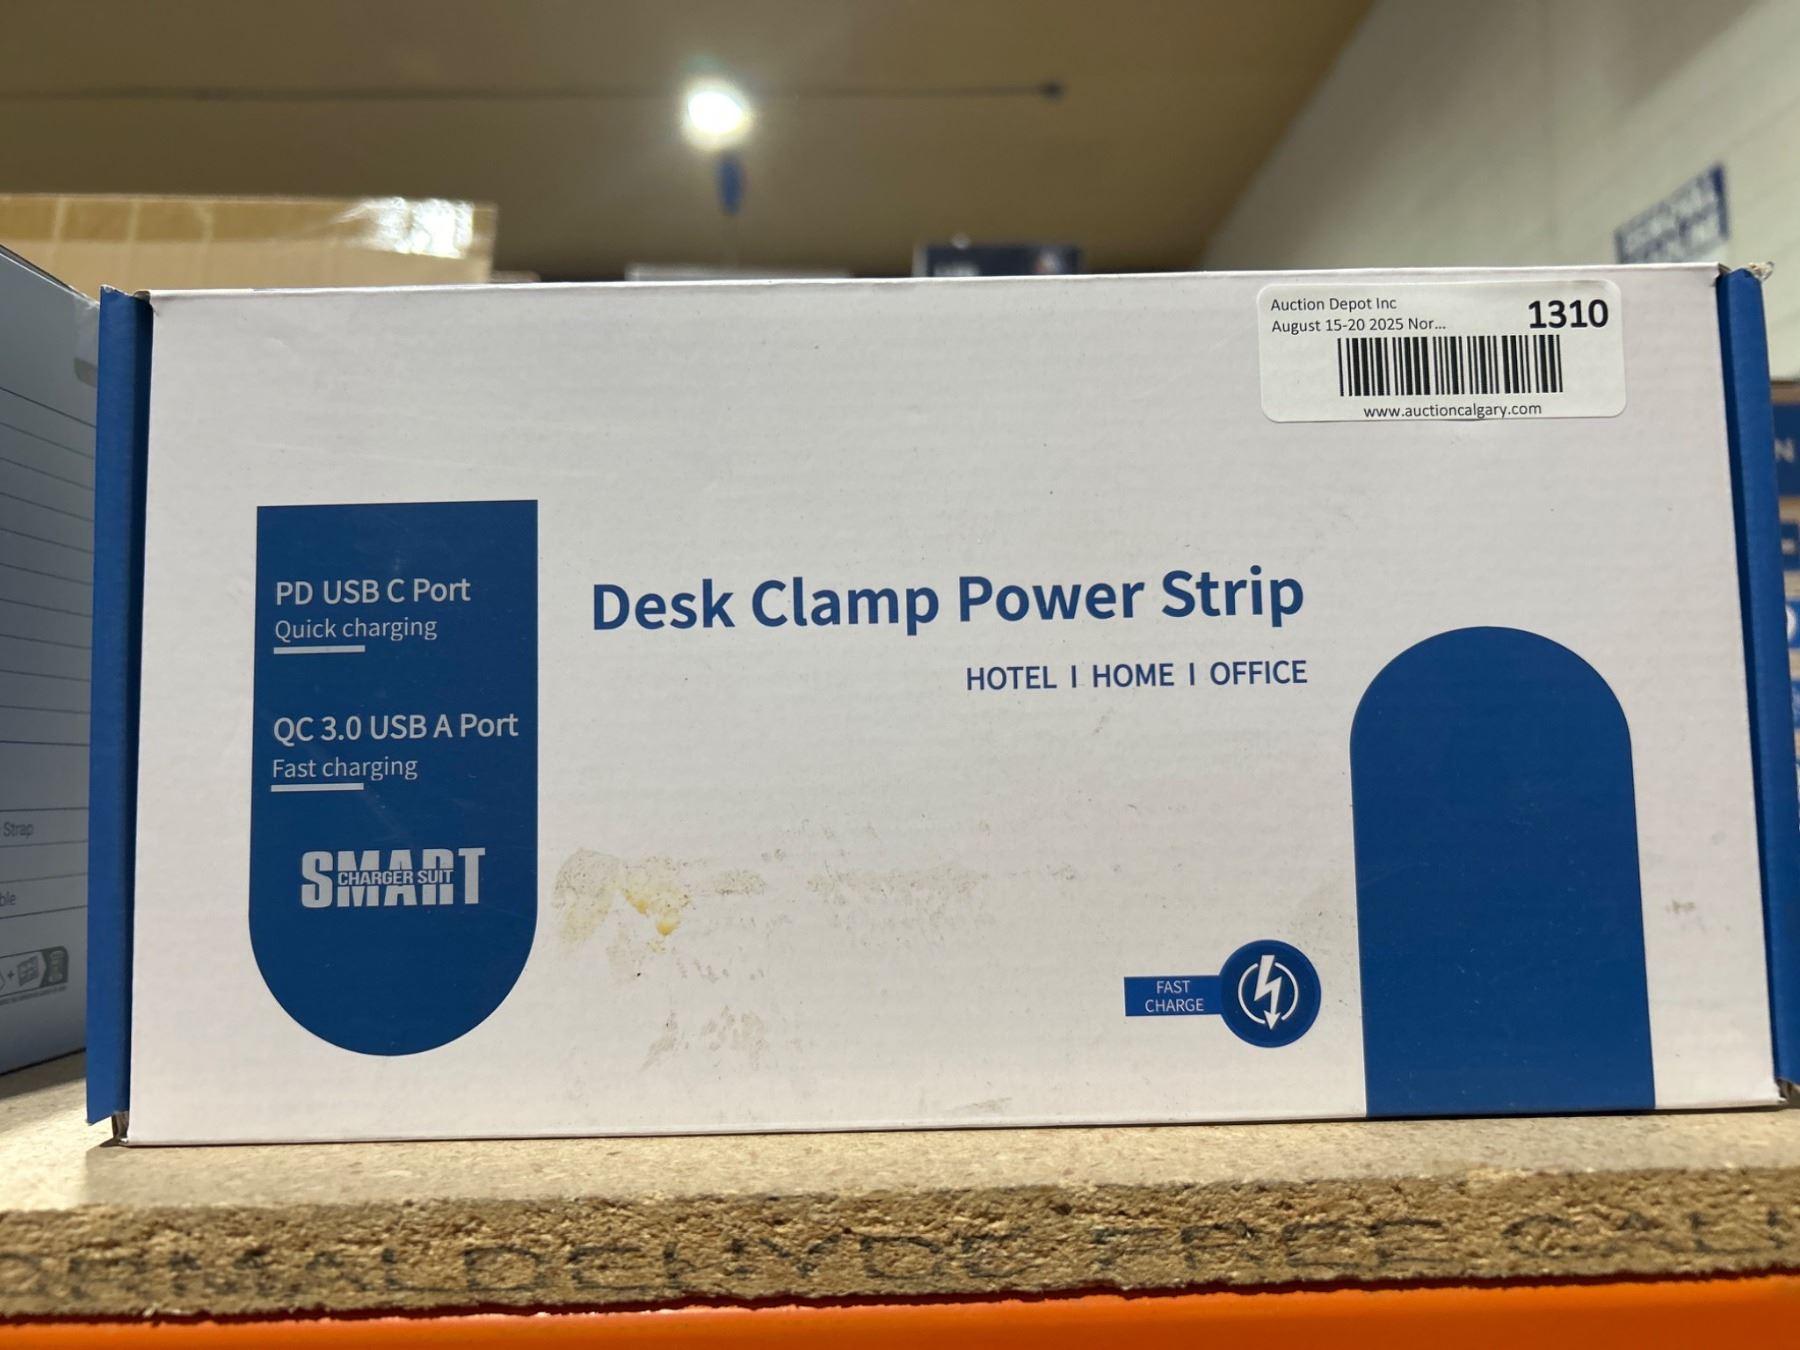 Auction Depot Inc
August 15-20 2025 Nor...
1310
www.auctioncalgary.com
PD USB C Port
Quick charging
QC 3.0 USB A Port
Fast charging
SMART
CHARGER SUIT
Desk Clamp Power Strip
HOTEL I HOME I OFFICE
FAST
CHARGE
Strap